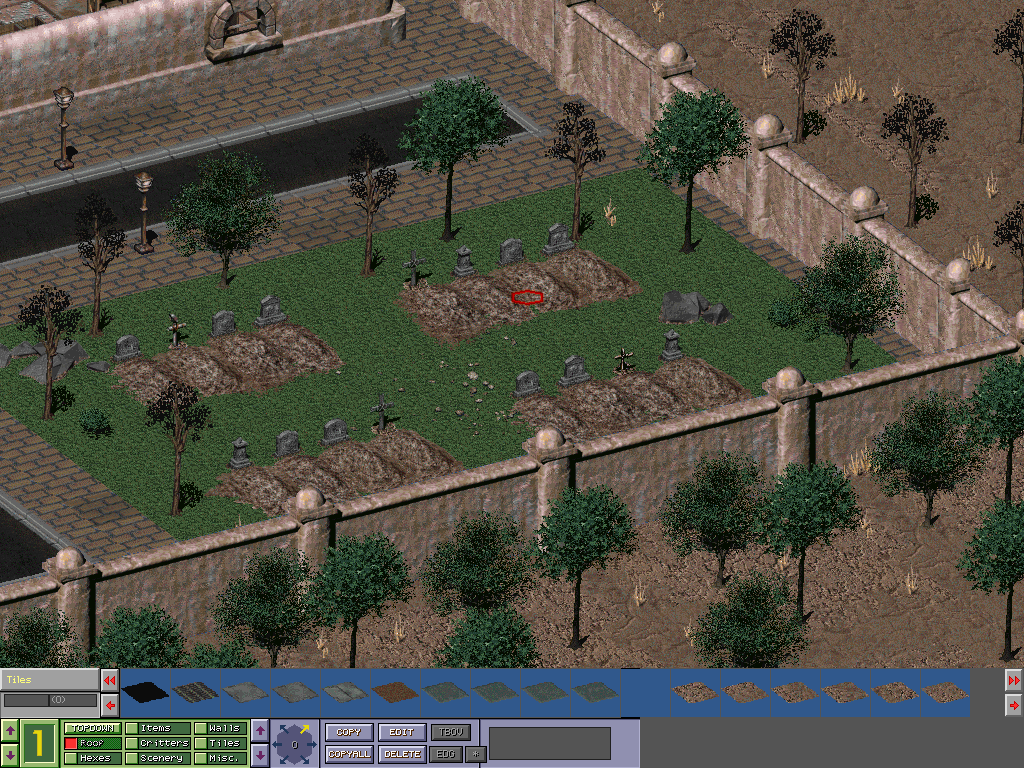 Tiles
(0)
TOPDOWN Items Walls
1 Roof Critters Tiles
Hexes Scenery Misc.
0
COPY EDIT TBOV
COPYALL DELETE EDG *